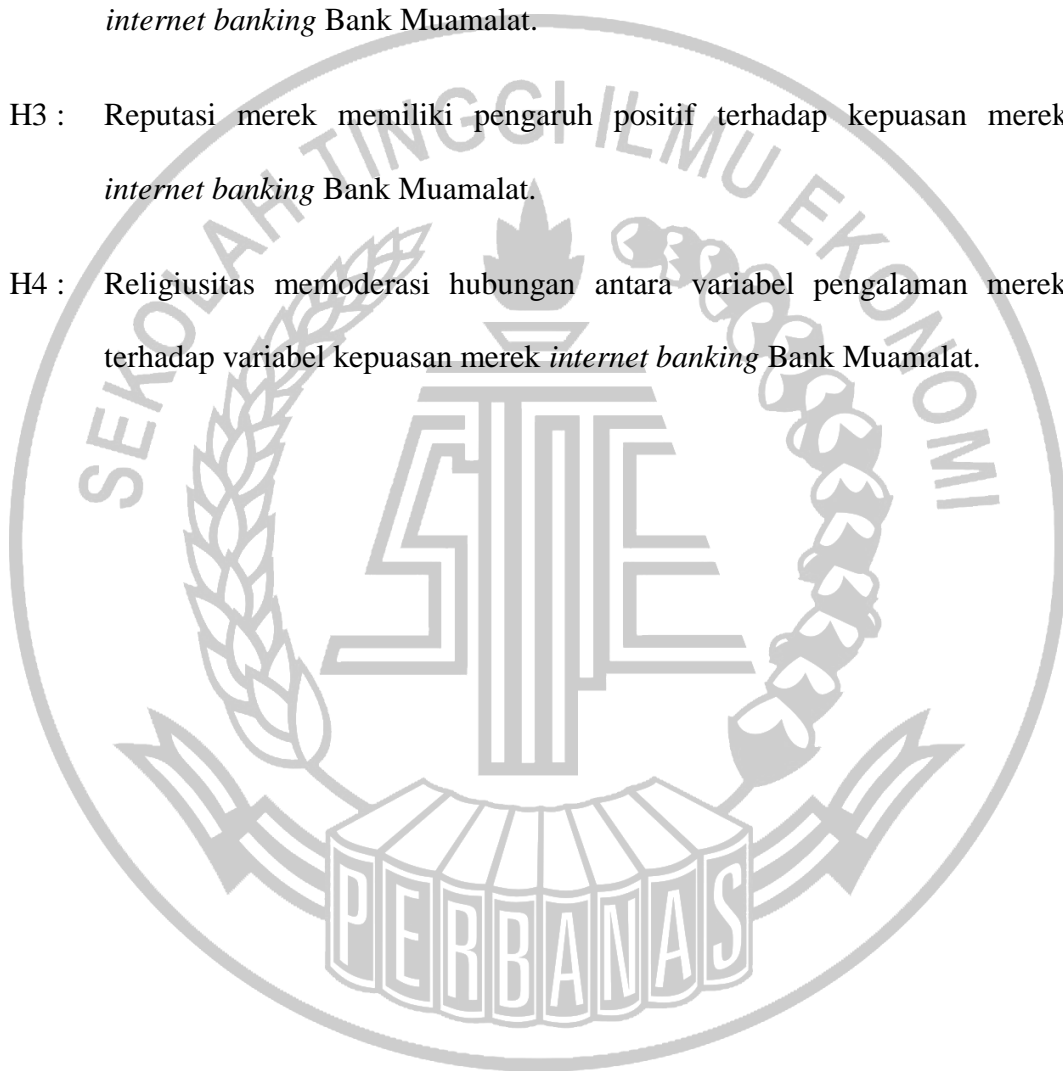 internet banking Bank Muamalat.
H3 : Reputasi merek memiliki pengaruh positif terhadap kepuasan merek
internet banking Bank Muamalat.
H4 : Religiusitas memoderasi hubungan antara variabel pengalaman merek
terhadap variabel kepuasan merek internet banking Bank Muamalat.
SEKOLAH TINGGI ILMU EKONOMI
STIE
PERBANAS